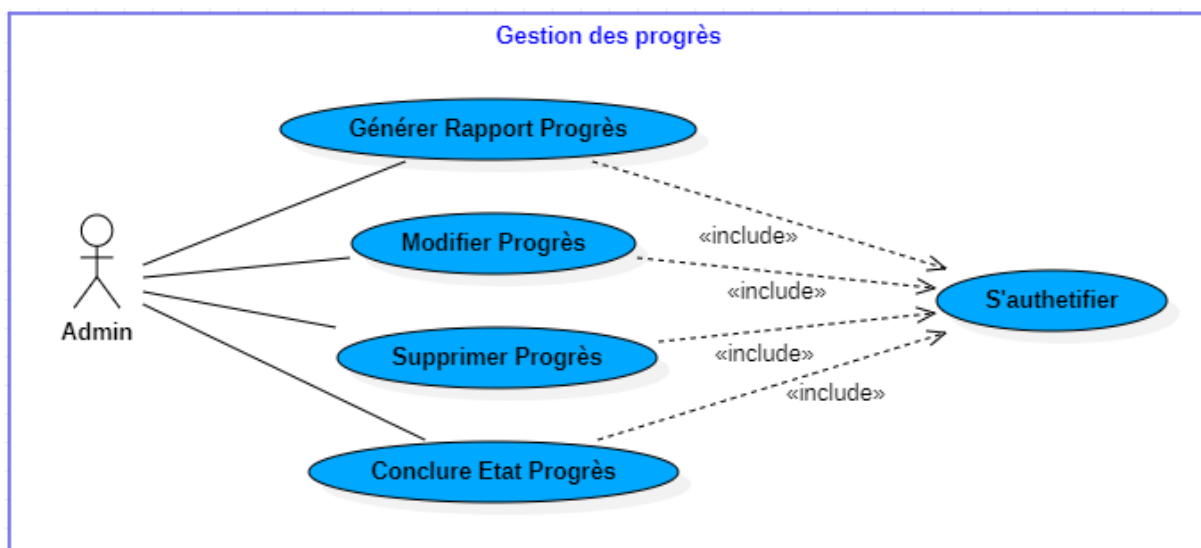 Gestion des progrès
Générer Rapport Progrès
Modifier Progrès
«include»
«include»
S'authetifier
Admin
Supprimer Progrès
«include»
«include»
Conclure Etat Progrès